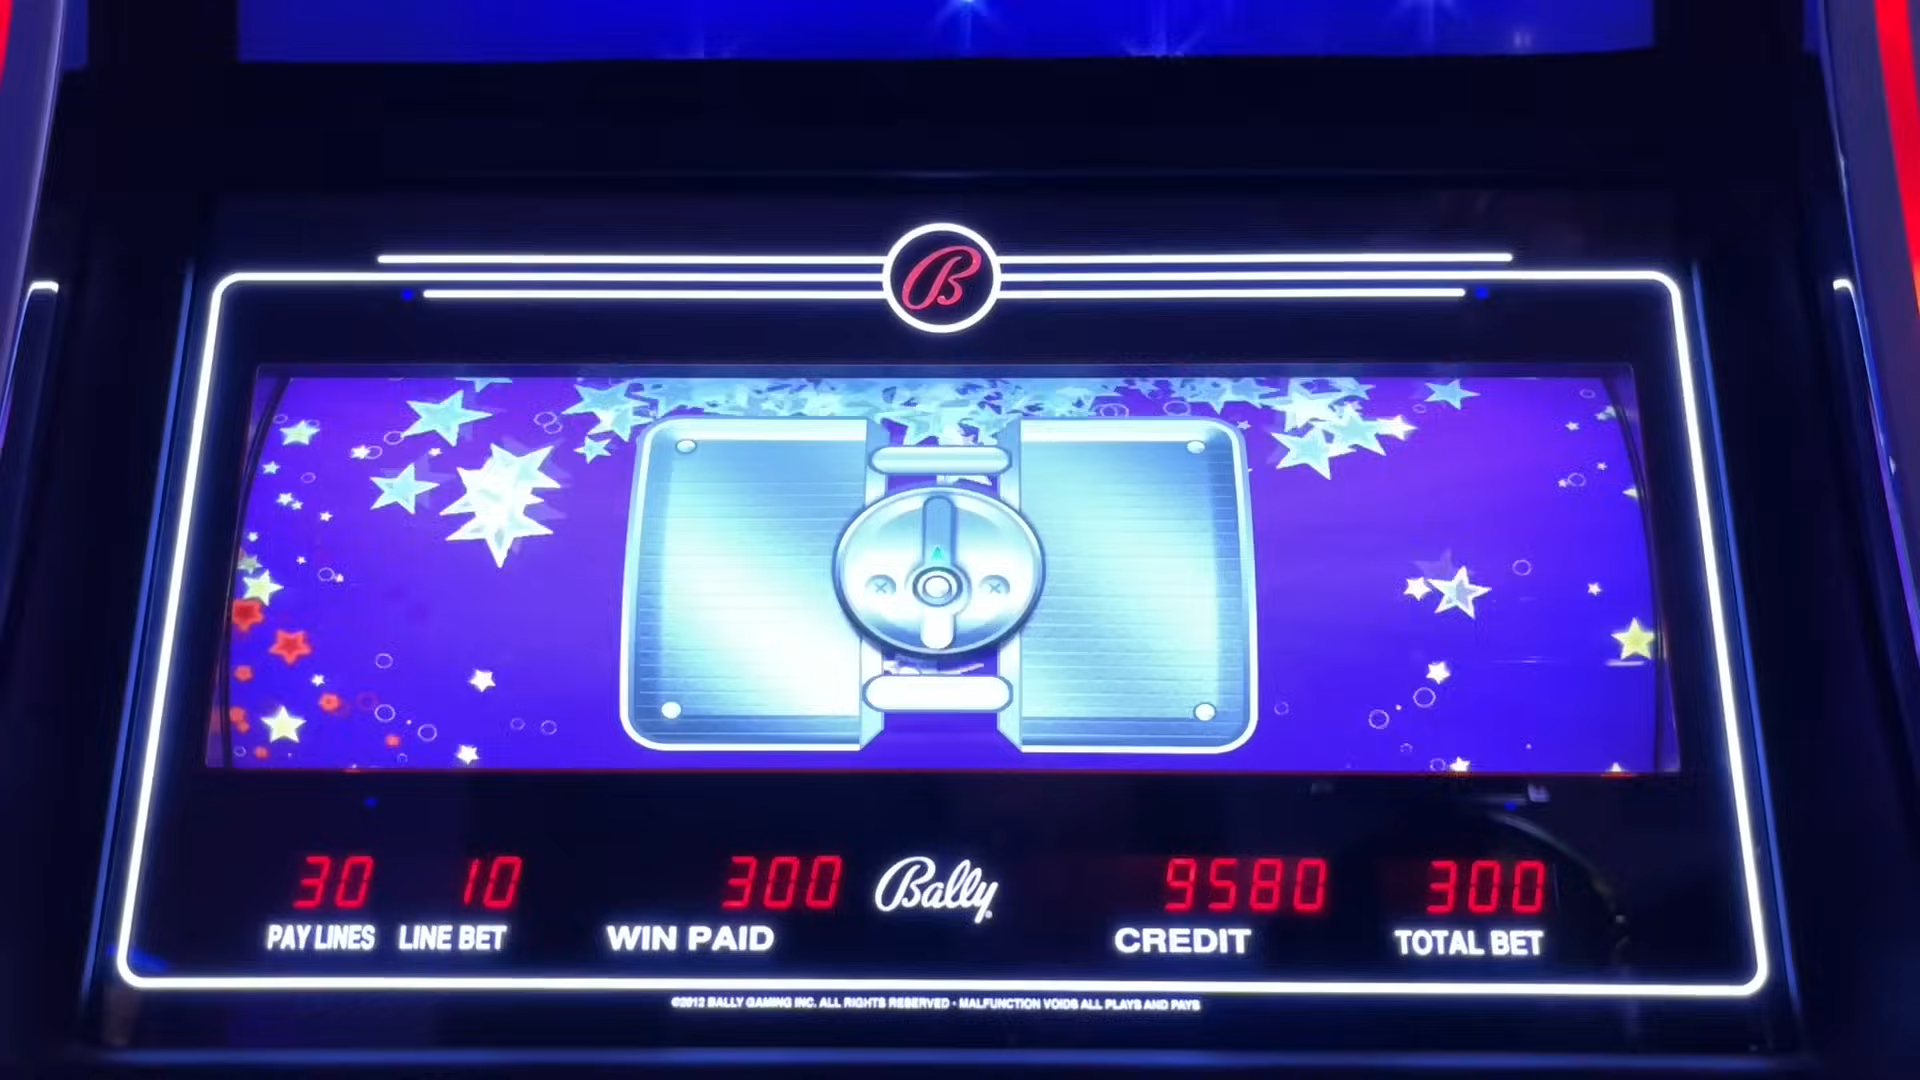 B
30 10 300 Bally 9580 300
PAY LINES LINE BET WIN PAID CREDIT TOTAL BET
©2012 BALLY GAMING INC. ALL RIGHTS RESERVED · MALFUNCTION VOIDS ALL PLAYS AND PAYS